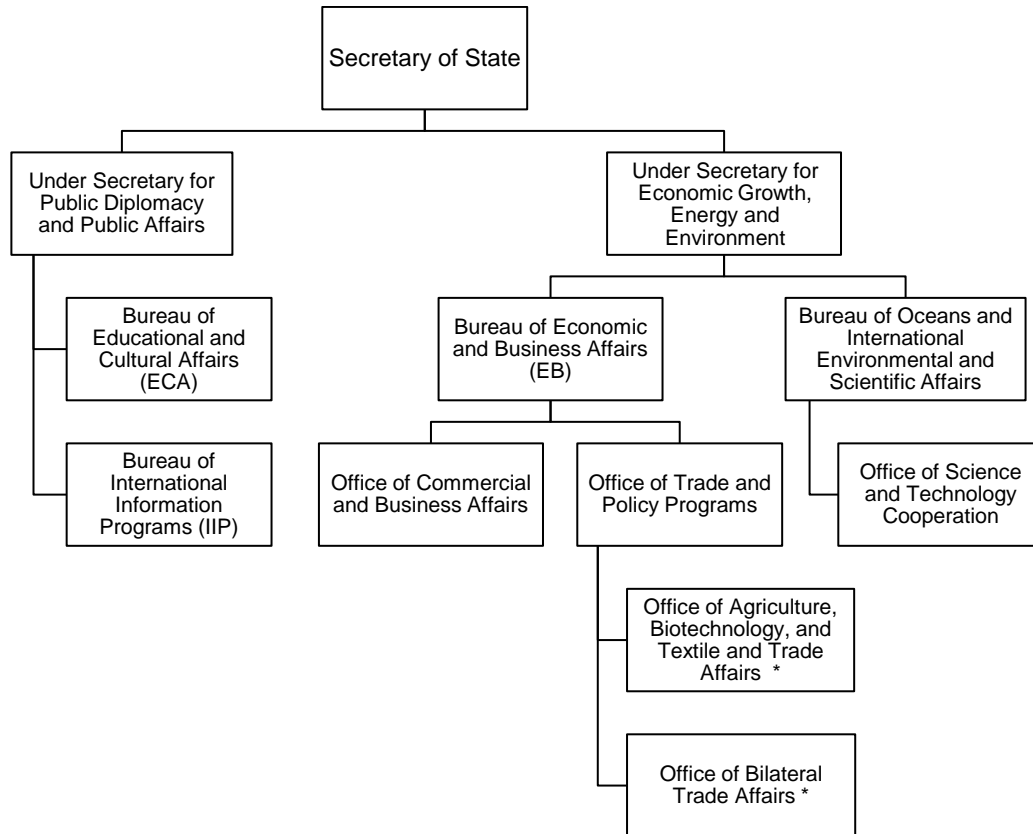 Secretary of State
Under Secretary for
Public Diplomacy
and Public Affairs
Under Secretary for
Economic Growth,
Energy and
Environment
Bureau of
Educational and
Cultural Affairs
(ECA)
Bureau of Economic
and Business Affairs
(EB)
Bureau of Oceans and
International
Environmental and
Scientific Affairs
Bureau of
International
Information
Programs (IIP)
Office of Commercial
and Business Affairs
Office of Trade and
Policy Programs
Office of Science
and Technology
Cooperation
Office of Agriculture,
Biotechnology, and
Textile and Trade
Affairs *
Office of Bilateral
Trade Affairs *